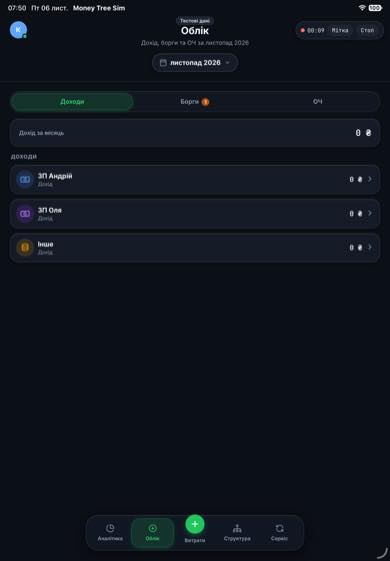 07:50 Пт 06 лист. Money Tree Sim 100
К
Тестові дані
Облік
Дохід, борги та ОЧ за листопад 2026
00:09 Мітка Стоп
листопад 2026
Доходи Борги ОЧ
Дохід за місяць 0 ₴
ДОХОДИ
ЗП Андрій
Дохід
0 ₴
ЗП Оля
Дохід
0 ₴
Інше
Дохід
0 ₴
Аналітика Облік Витрати Структура Сервіс